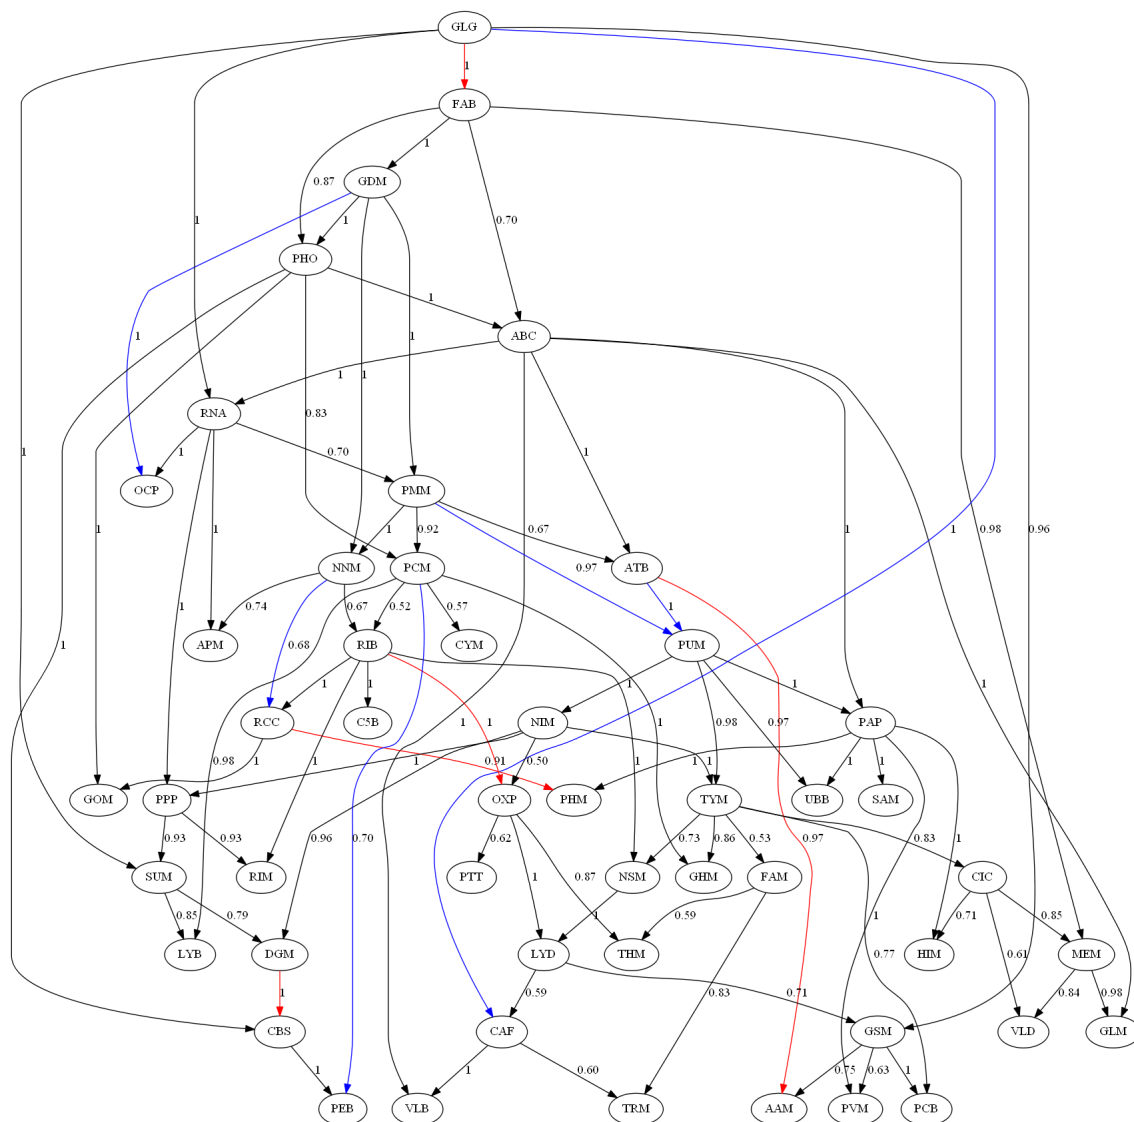 GLG
1
FAB
1
0.87
GDM
1
0.70
1
PHO
1
1
ABC
1
1
1
0.83
RNA
1
1
0.70
1
1
0.98
0.96
OCP
PMM
1
1
1
0.92
0.67
1
1
NNM
PCM
0.97
ATB
1
1
0.74
0.67
0.52
0.57
APM
0.68
RIB
CYM
PUM
1
1
1
1
1
0.98
0.97
1
RCC
C5B
1
1
NIM
PAP
0.98
1
1
0.91
1
0.50
1
1
1
1
1
GOM
PPP
OXP
PHM
TYM
UBB
SAM
0.93
0.93
0.70
0.96
0.62
0.73
0.86
0.53
0.97
0.83
1
SUM
RIM
PTT
1
0.87
NSM
GHM
FAM
CIC
0.85
0.79
1
0.59
1
0.71
0.85
LYB
DGM
LYD
THM
0.77
HIM
0.61
MEM
1
0.59
0.71
0.83
0.84
0.98
CBS
CAF
GSM
VLD
GLM
1
1
0.60
0.75
0.63
1
PEB
VLB
TRM
AAM
PVM
PCB